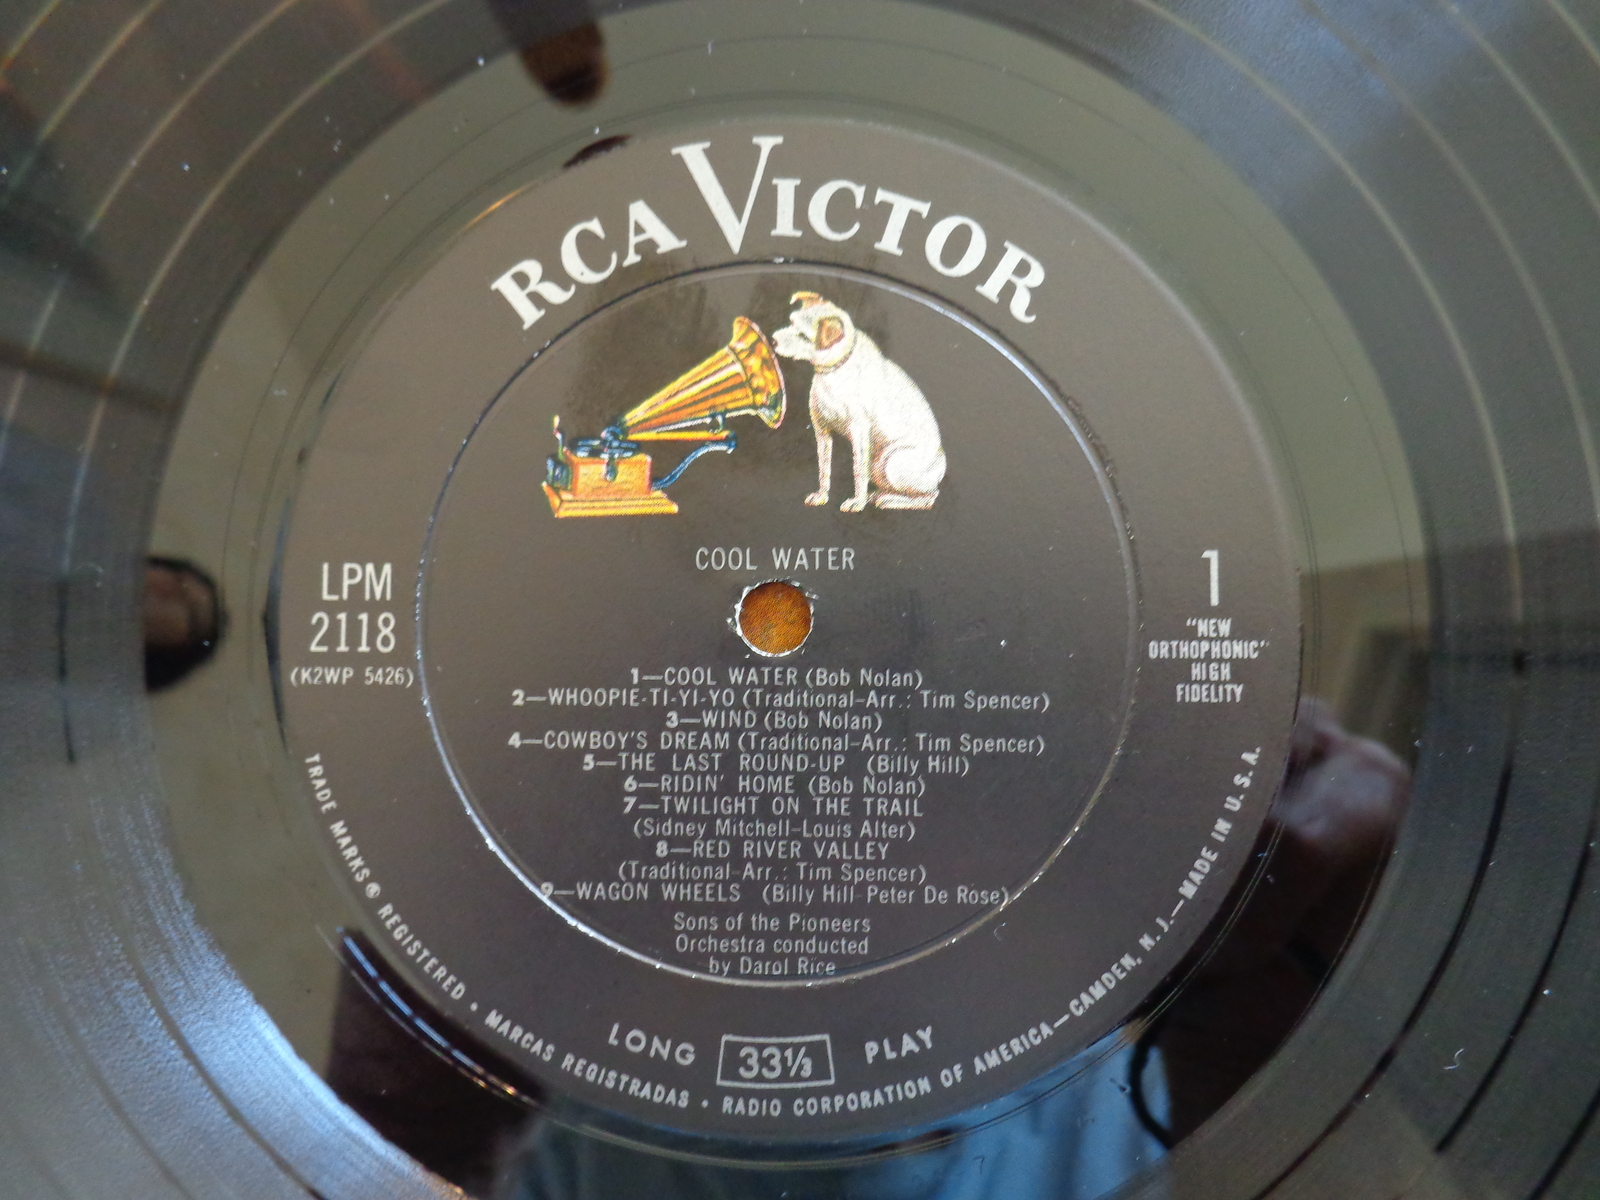 RCA VICTOR
COOL WATER
LPM
2118
(K2WP 5426)
1
"NEW
ORTHOPHONIC"
HIGH
FIDELITY
1—COOL WATER (Bob Nolan)
2—WHOOPIE-TI-YI-YO (Traditional-Arr.: Tim Spencer)
3—WIND (Bob Nolan)
4—COWBOY'S DREAM (Traditional-Arr.: Tim Spencer)
5—THE LAST ROUND-UP (Billy Hill)
6—RIDIN' HOME (Bob Nolan)
7—TWILIGHT ON THE TRAIL
(Sidney Mitchell-Louis Alter)
8—RED RIVER VALLEY
(Traditional-Arr.: Tim Spencer)
9—WAGON WHEELS (Billy Hill-Peter De Rose)
Sons of the Pioneers
Orchestra conducted
by Darol Rice
LONG 33⅓ PLAY
TRADE MARKS ® REGISTERED • MARCAS REGISTRADAS • RADIO CORPORATION OF AMERICA—CAMDEN, N. J.—MADE IN U. S. A.